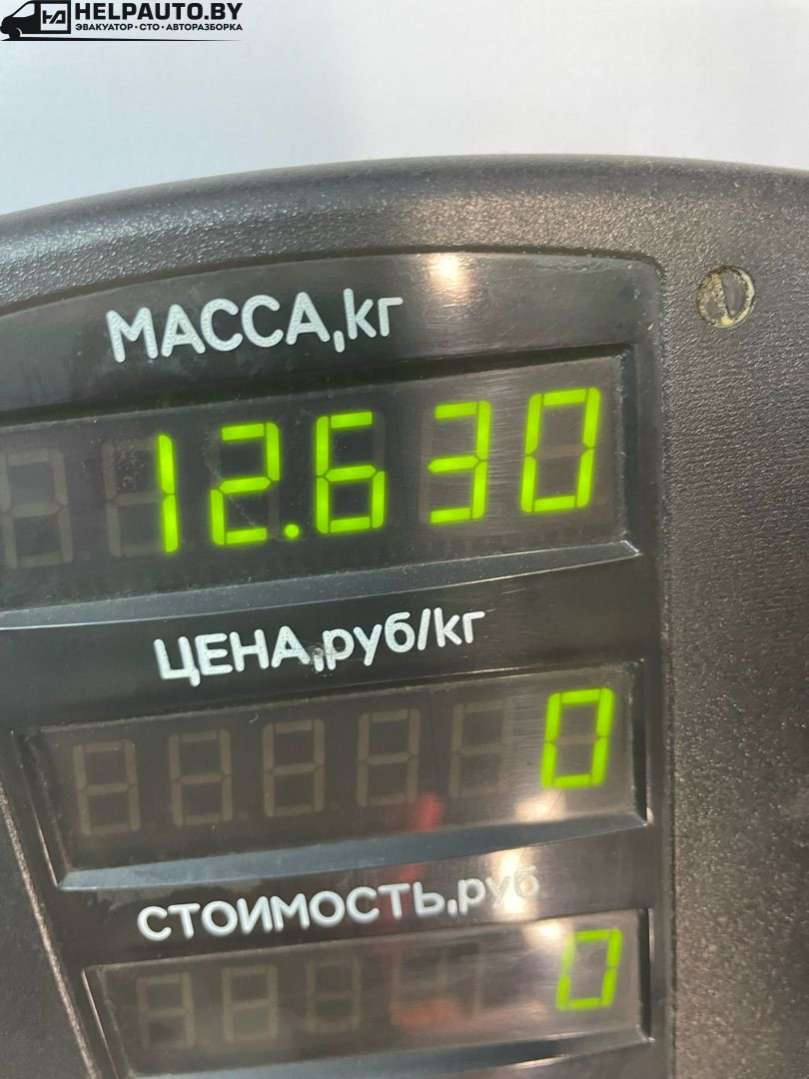 HELPAUTO.BY
ЭВАКУАТОР • СТО • АВТОРАЗБОРКА
МАССА,кг
12.630
ЦЕНА,руб/кг
0
СТОИМОСТЬ,руб
0